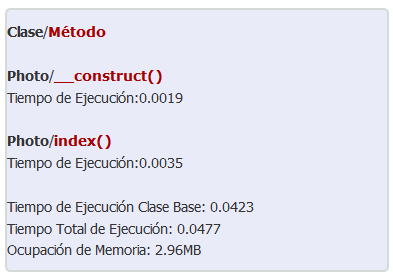 Clase/Método
Photo/__construct()
Tiempo de Ejecución:0.0019
Photo/index()
Tiempo de Ejecución:0.0035
Tiempo de Ejecución Clase Base: 0.0423
Tiempo Total de Ejecución: 0.0477
Ocupación de Memoria: 2.96MB